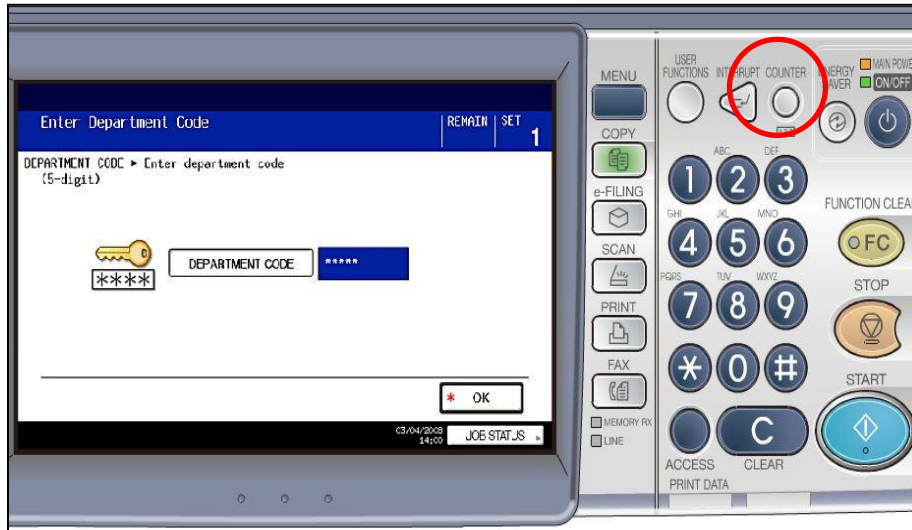 Enter Department Code
REMAIN
SET
1
DEPARTMENT CODE ► Enter department code
(5-digit)
****
DEPARTMENT CODE
*****
* OK
03/04/2008
14:00
JOB STATUS
MENU
COPY
e-FILING
SCAN
PRINT
FAX
MEMORY RX
LINE
USER
FUNCTIONS
INTERRUPT
COUNTER
ENERGY
SAVER
MAIN POWE
ON/OFF
ABC
DEF
1
2
3
GHI
JKL
MNO
4
5
6
PQRS
TUV
WXYZ
7
8
9
*
0
#
C
ACCESS
CLEAR
PRINT DATA
FUNCTION CLEA
FC
STOP
START